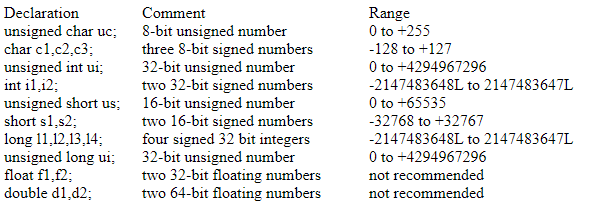 Declaration Comment Range
unsigned char uc; 8-bit unsigned number 0 to +255
char c1,c2,c3; three 8-bit signed numbers -128 to +127
unsigned int ui; 32-bit unsigned number 0 to +4294967296
int i1,i2; two 32-bit signed numbers -2147483648L to 2147483647L
unsigned short us; 16-bit unsigned number 0 to +65535
short s1,s2; two 16-bit signed numbers -32768 to +32767
long l1,l2,l3,l4; four signed 32 bit integers -2147483648L to 2147483647L
unsigned long ui; 32-bit unsigned number 0 to +4294967296
float f1,f2; two 32-bit floating numbers not recommended
double d1,d2; two 64-bit floating numbers not recommended